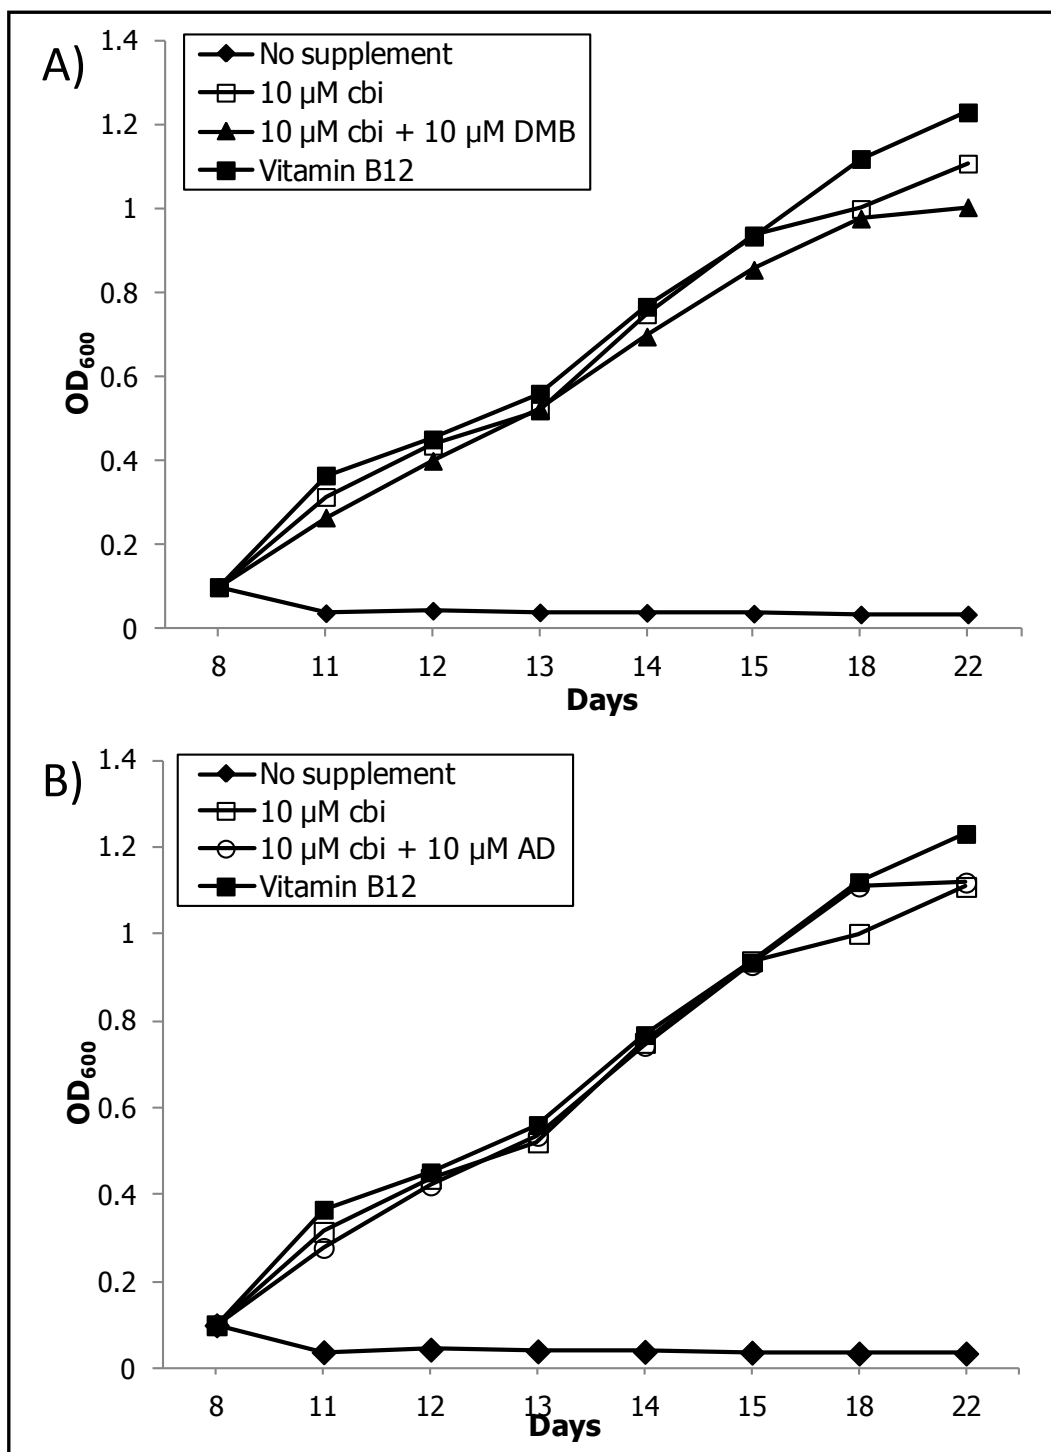 A)
No supplement
10 µM cbi
10 µM cbi + 10 µM DMB
Vitamin B12
1.4
1.2
1
0.8
0.6
0.4
0.2
0
OD600
8 11 12 13 14 15 18 22
Days
B)
No supplement
10 µM cbi
10 µM cbi + 10 µM AD
Vitamin B12
1.4
1.2
1
0.8
0.6
0.4
0.2
0
OD600
8 11 12 13 14 15 18 22
Days